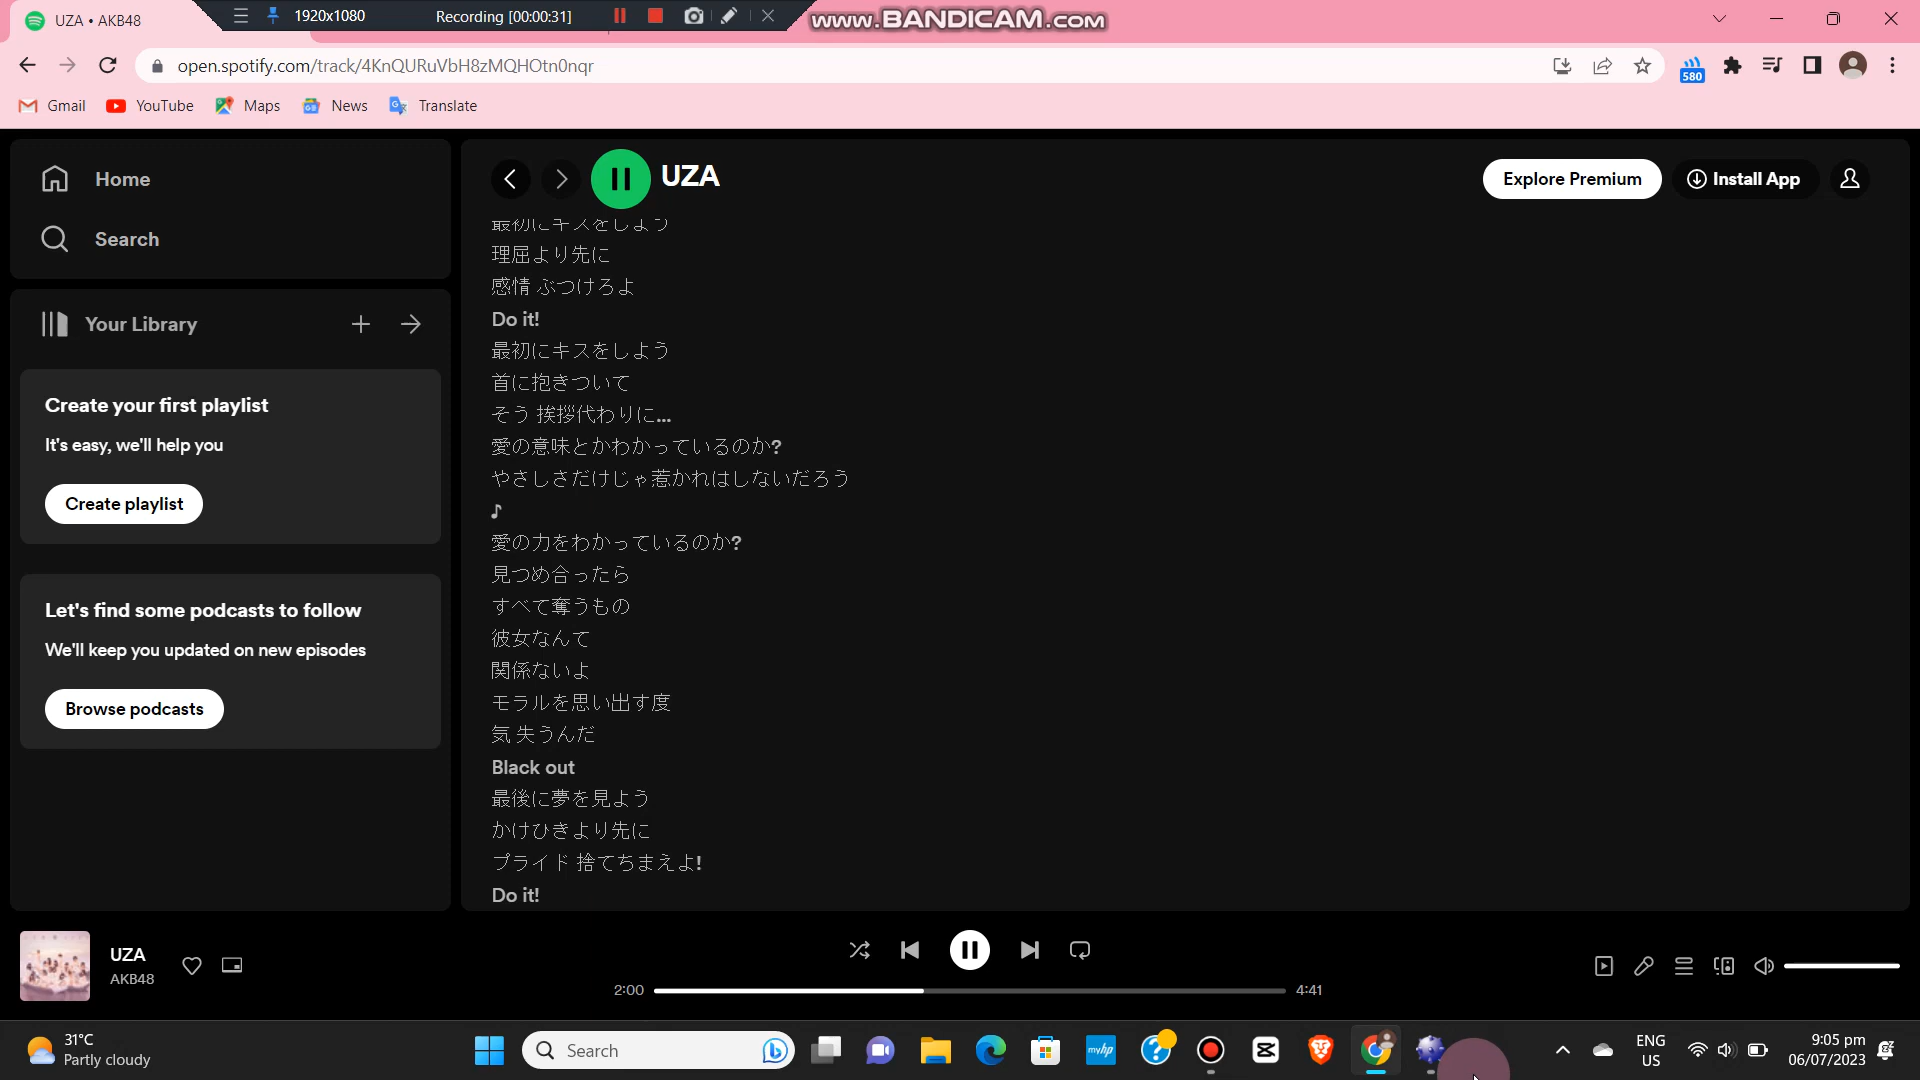 UZA • AKB48
1920x1080
Recording [00:00:31]
www.BANDICAM.com
open.spotify.com/track/4KnQURuVbH8zMQHOtn0nqr
580
Gmail
YouTube
Maps
News
Translate
Home
Search
Your Library
Create your first playlist
It's easy, we'll help you
Create playlist
Let's find some podcasts to follow
We'll keep you updated on new episodes
Browse podcasts
UZA
Explore Premium
Install App
最初にキスをしよう
理屈より先に
感情 ぶつけろよ
Do it!
最初にキスをしよう
首に抱きついて
そう 挨拶代わりに...
愛の意味とかわかっているのか?
やさしさだけじゃ惹かれはしないだろう
♪
愛の力をわかっているのか?
見つめ合ったら
すべて奪うもの
彼女なんて
関係ないよ
モラルを思い出す度
気 失うんだ
Black out
最後に夢を見よう
かけひきより先に
プライド 捨てちまえよ!
Do it!
UZA
AKB48
2:00
4:41
31°C
Partly cloudy
Search
myhp
ENG
US
9:05 pm
06/07/2023